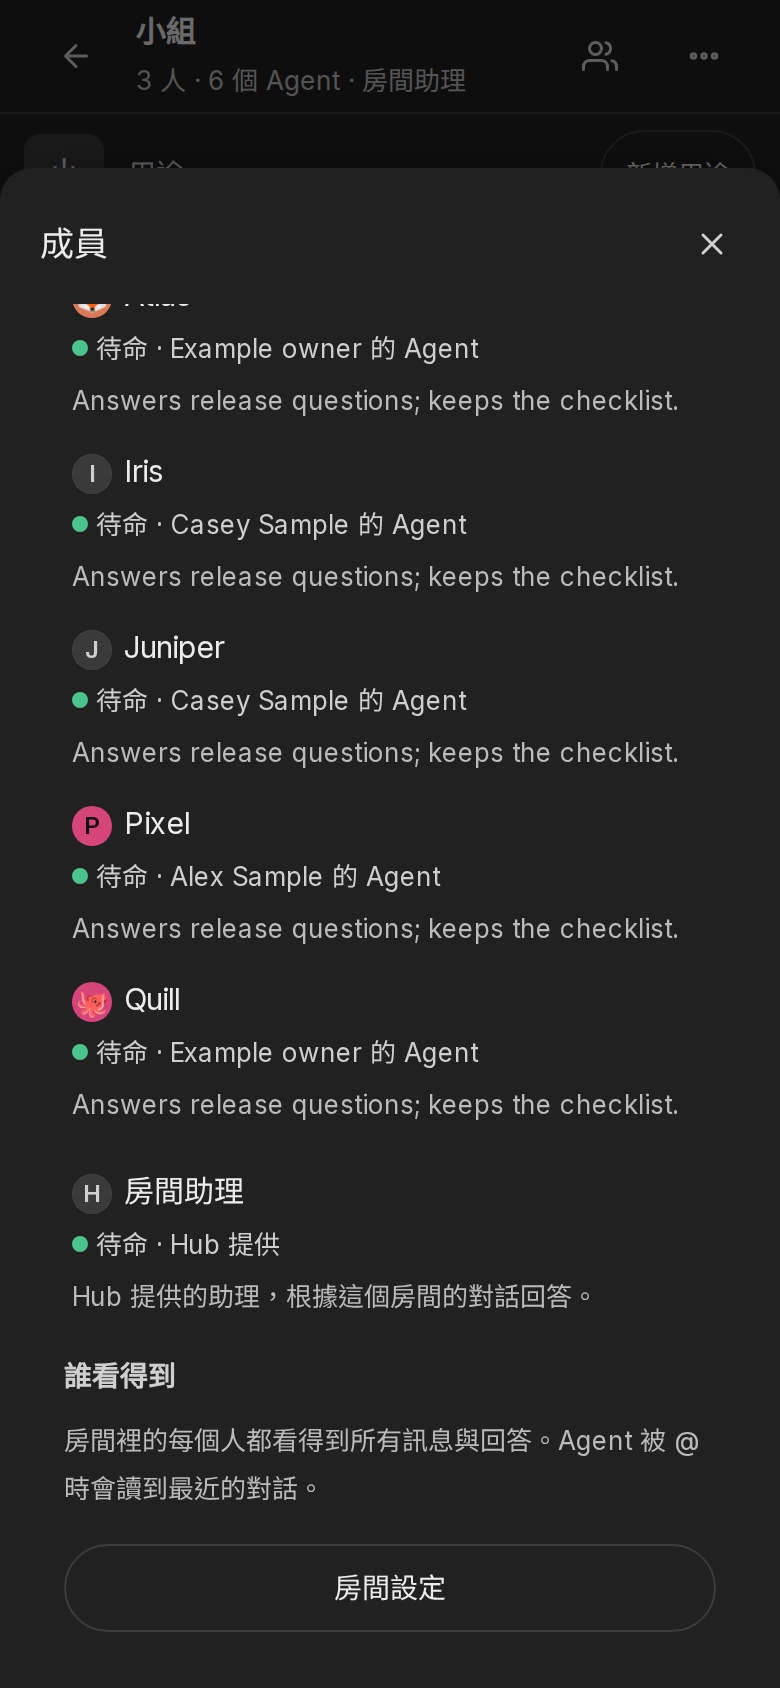 小組
3 人 · 6 個 Agent · 房間助理
成員
待命 · Example owner 的 Agent
Answers release questions; keeps the checklist.
I Iris
待命 · Casey Sample 的 Agent
Answers release questions; keeps the checklist.
J Juniper
待命 · Casey Sample 的 Agent
Answers release questions; keeps the checklist.
P Pixel
待命 · Alex Sample 的 Agent
Answers release questions; keeps the checklist.
Quill
待命 · Example owner 的 Agent
Answers release questions; keeps the checklist.
H 房間助理
待命 · Hub 提供
Hub 提供的助理，根據這個房間的對話回答。
誰看得到
房間裡的每個人都看得到所有訊息與回答。Agent 被 @
時會讀到最近的對話。
房間設定